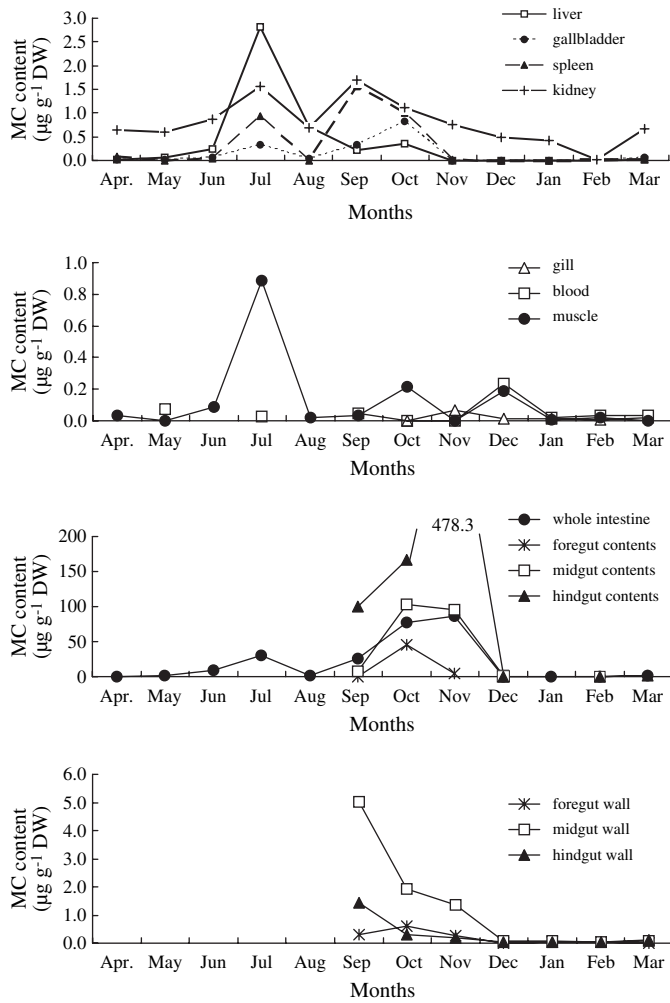 MC content
(µg g⁻¹ DW)
3.0
2.5
2.0
1.5
1.0
0.5
0.0
liver
gallbladder
spleen
kidney
Apr. May Jun Jul Aug Sep Oct Nov Dec Jan Feb Mar
Months
MC content
(µg g⁻¹ DW)
1.0
0.8
0.6
0.4
0.2
0.0
gill
blood
muscle
Apr. May Jun Jul Aug Sep Oct Nov Dec Jan Feb Mar
Months
MC content
(µg g⁻¹ DW)
200
150
100
50
0
478.3
whole intestine
foregut contents
midgut contents
hindgut contents
Apr. May Jun Jul Aug Sep Oct Nov Dec Jan Feb Mar
Months
MC content
(µg g⁻¹ DW)
6.0
5.0
4.0
3.0
2.0
1.0
0.0
foregut wall
midgut wall
hindgut wall
Apr. May Jun Jul Aug Sep Oct Nov Dec Jan Feb Mar
Months